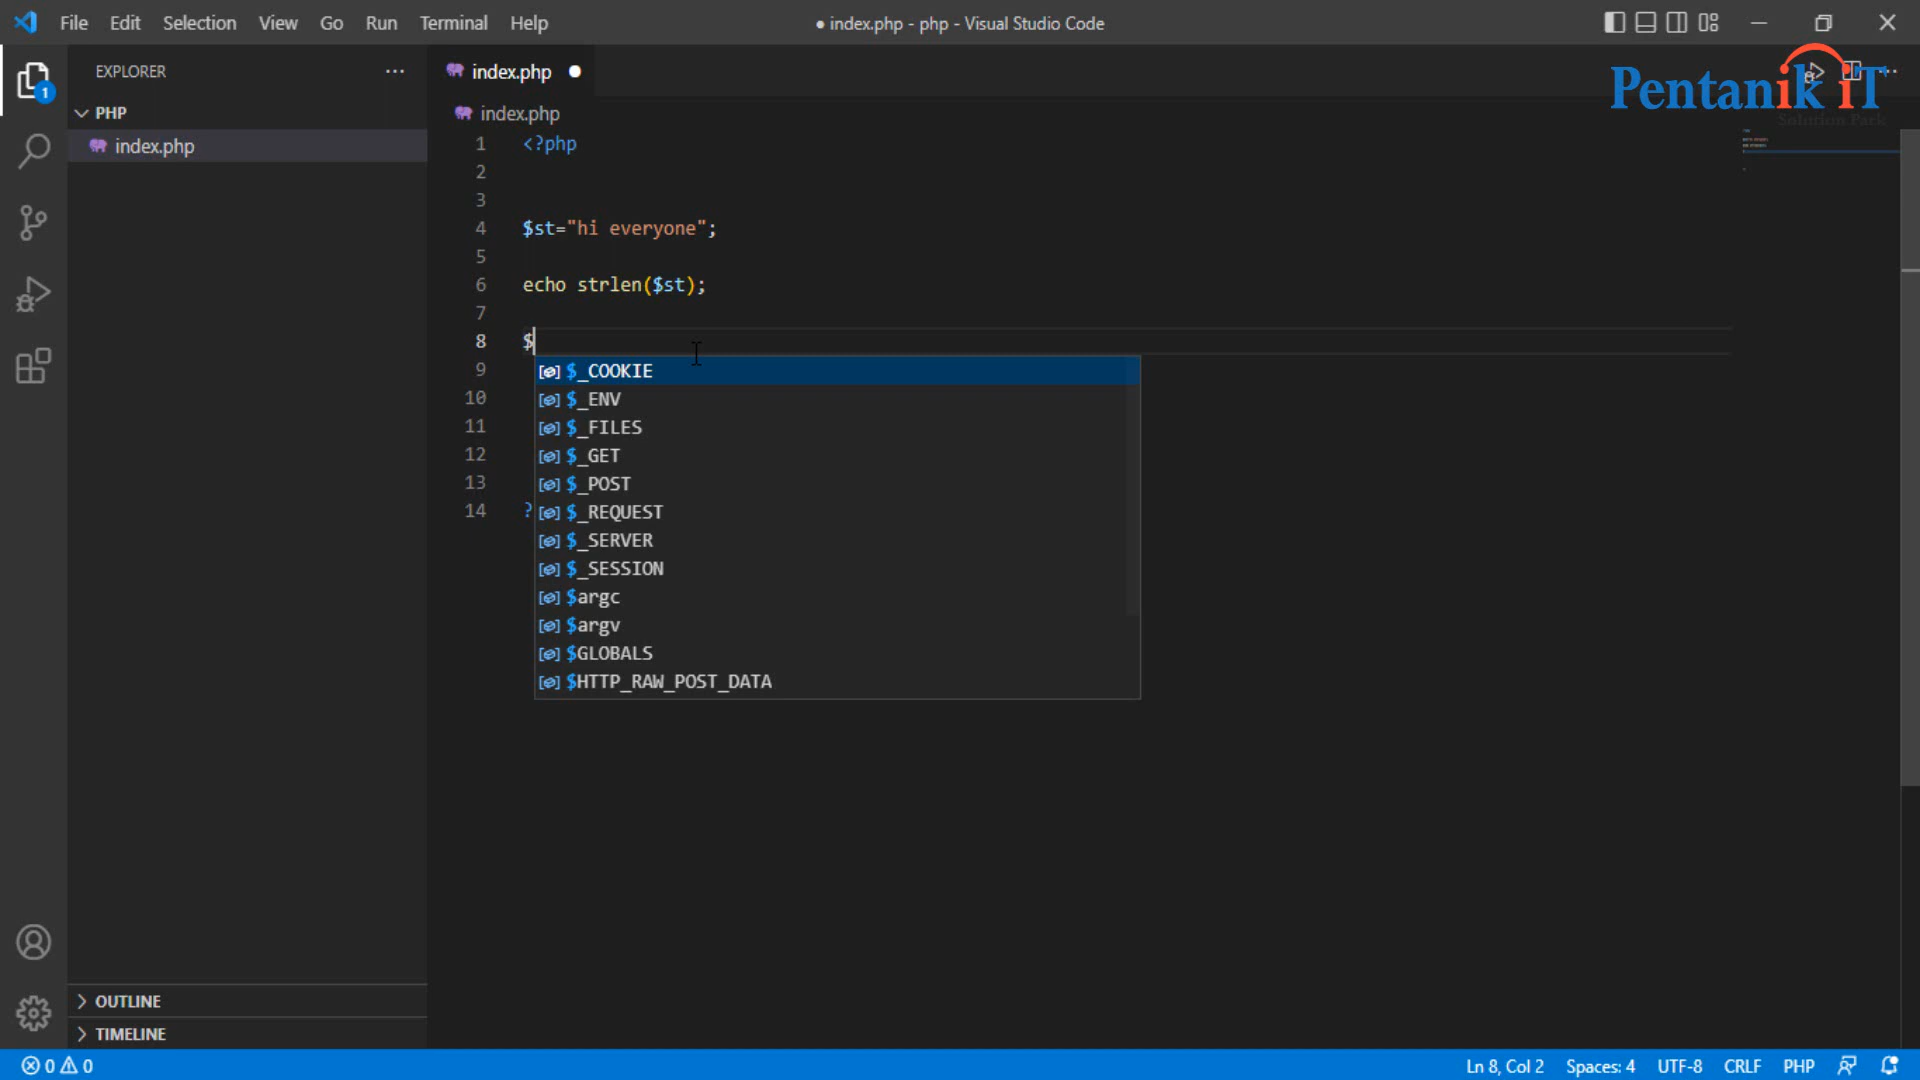 File Edit Selection View Go Run Terminal Help
● index.php - php - Visual Studio Code
Pentanik iT
Solution Park
EXPLORER
1
PHP
index.php
index.php
index.php
1 <?php
2
3
4 $st="hi everyone";
5
6 echo strlen($st);
7
8 $
9 $_COOKIE
10 $_ENV
11 $_FILES
12 $_GET
13 $_POST
14 ? $_REQUEST
$_SERVER
$_SESSION
$argc
$argv
$GLOBALS
$HTTP_RAW_POST_DATA
OUTLINE
TIMELINE
0 0
Ln 8, Col 2 Spaces: 4 UTF-8 CRLF PHP